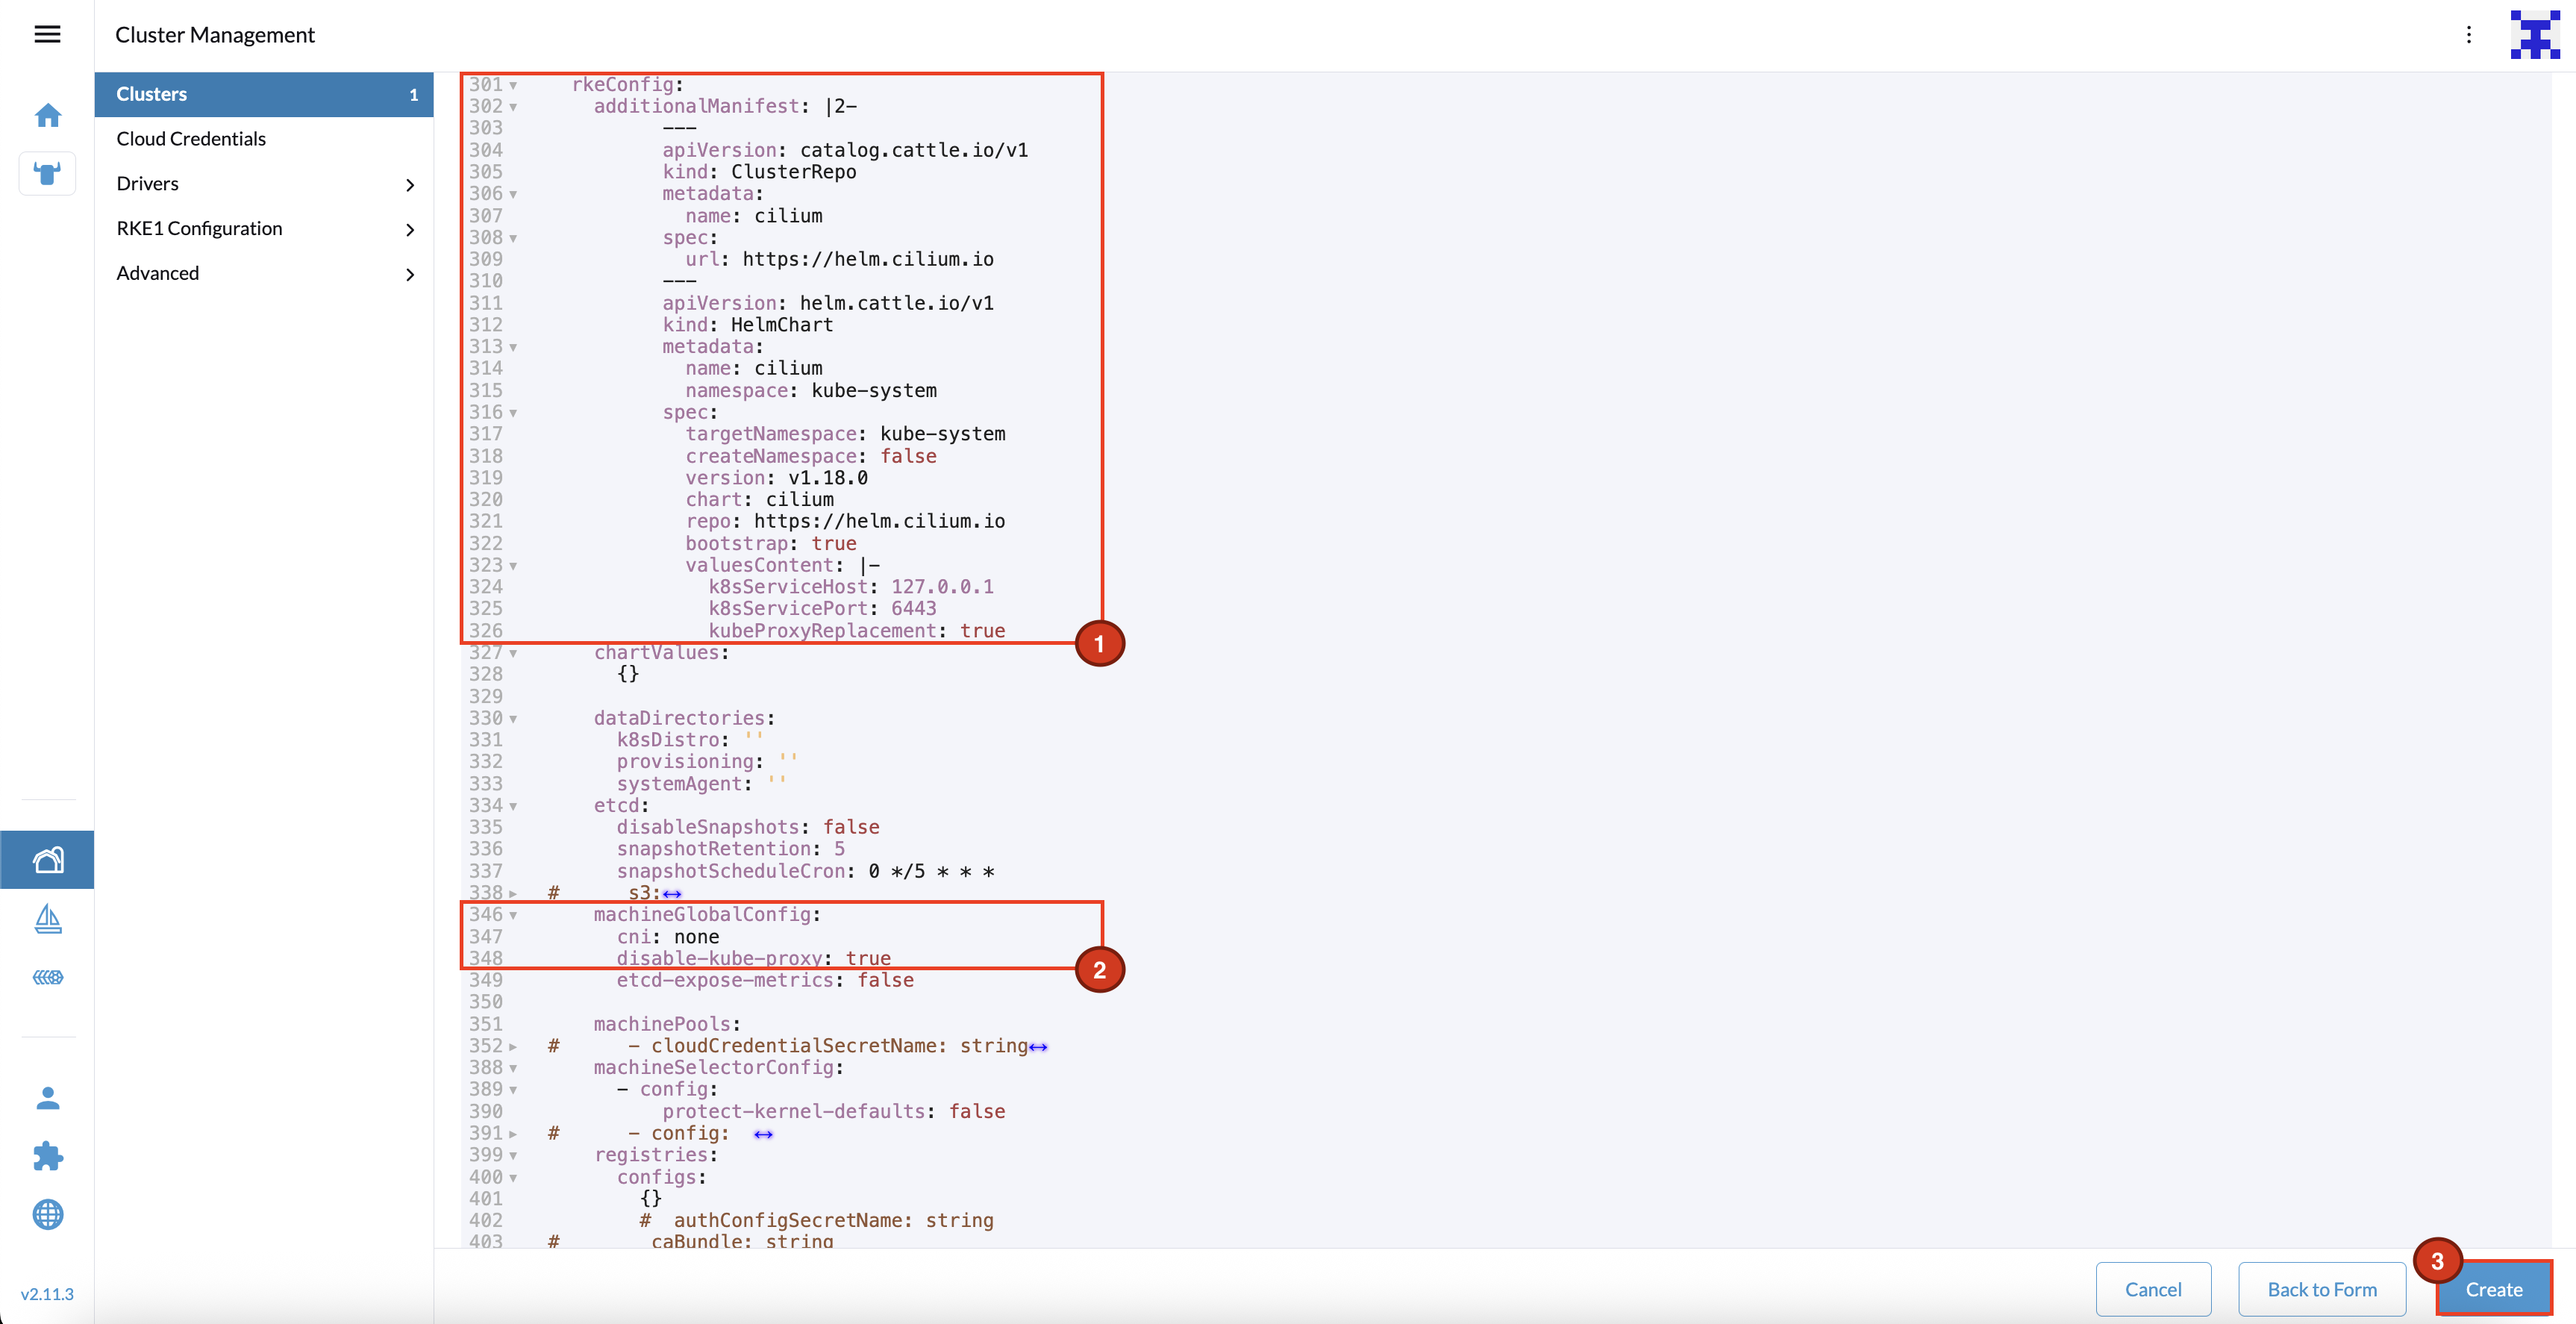 Cluster Management
Clusters 1
Cloud Credentials
Drivers
RKE1 Configuration
Advanced
v2.11.3
301 rkeConfig:
302 additionalManifest: |2-
303 ---
304 apiVersion: catalog.cattle.io/v1
305 kind: ClusterRepo
306 metadata:
307 name: cilium
308 spec:
309 url: https://helm.cilium.io
310 ---
311 apiVersion: helm.cattle.io/v1
312 kind: HelmChart
313 metadata:
314 name: cilium
315 namespace: kube-system
316 spec:
317 targetNamespace: kube-system
318 createNamespace: false
319 version: v1.18.0
320 chart: cilium
321 repo: https://helm.cilium.io
322 bootstrap: true
323 valuesContent: |-
324 k8sServiceHost: 127.0.0.1
325 k8sServicePort: 6443
326 kubeProxyReplacement: true
1
327 chartValues:
328 {}
329
330 dataDirectories:
331 k8sDistro: ''
332 provisioning: ''
333 systemAgent: ''
334 etcd:
335 disableSnapshots: false
336 snapshotRetention: 5
337 snapshotScheduleCron: 0 */5 * * *
338 # s3:
346 machineGlobalConfig:
347 cni: none
348 disable-kube-proxy: true
2
349 etcd-expose-metrics: false
350
351 machinePools:
352 # - cloudCredentialSecretName: string
388 machineSelectorConfig:
389 - config:
390 protect-kernel-defaults: false
391 # - config:
399 registries:
400 configs:
401 {}
402 # authConfigSecretName: string
403 # caBundle: string
3
Cancel Back to Form Create